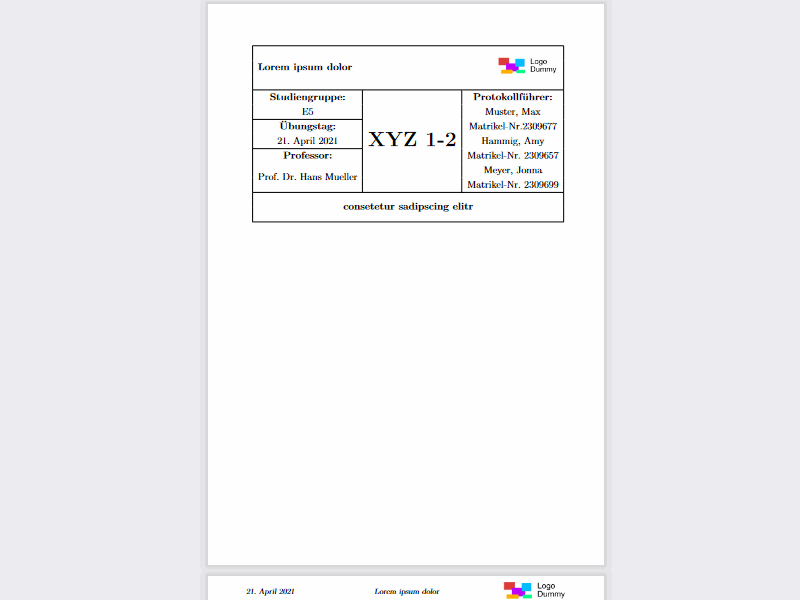 Lorem ipsum dolor
Logo
Dummy
Studiengruppe:
E5
Übungstag:
21. April 2021
Professor:
Prof. Dr. Hans Mueller
XYZ 1-2
Protokollführer:
Muster, Max
Matrikel-Nr.2309677
Hammig, Amy
Matrikel-Nr. 2309657
Meyer, Jonna
Matrikel-Nr. 2309699
consetetur sadipscing elitr
21. April 2021
Lorem ipsum dolor
Logo
Dummy